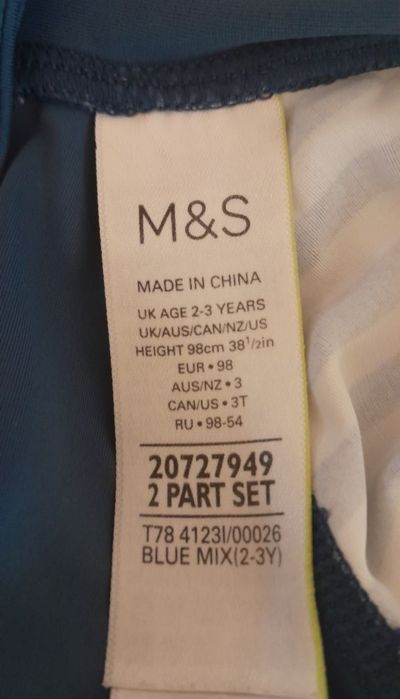 M&S
MADE IN CHINA
UK AGE 2-3 YEARS
UK/AUS/CAN/NZ/US
HEIGHT 98cm 38¹/2in
EUR • 98
AUS/NZ • 3
CAN/US • 3T
RU • 98-54
20727949
2 PART SET
T78 4123I/00026
BLUE MIX(2-3Y)